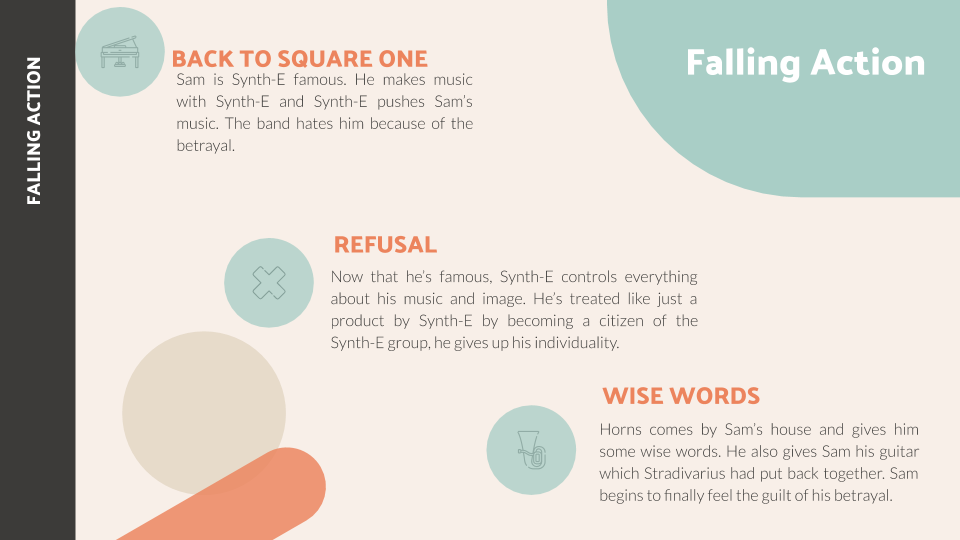 FALLING ACTION
Falling Action
BACK TO SQUARE ONE
Sam is Synth-E famous. He makes music
with Synth-E and Synth-E pushes Sam’s
music. The band hates him because of the
betrayal.
REFUSAL
Now that he’s famous, Synth-E controls everything
about his music and image. He’s treated like just a
product by Synth-E by becoming a citizen of the
Synth-E group, he gives up his individuality.
WISE WORDS
Horns comes by Sam’s house and gives him
some wise words. He also gives Sam his guitar
which Stradivarius had put back together. Sam
begins to finally feel the guilt of his betrayal.